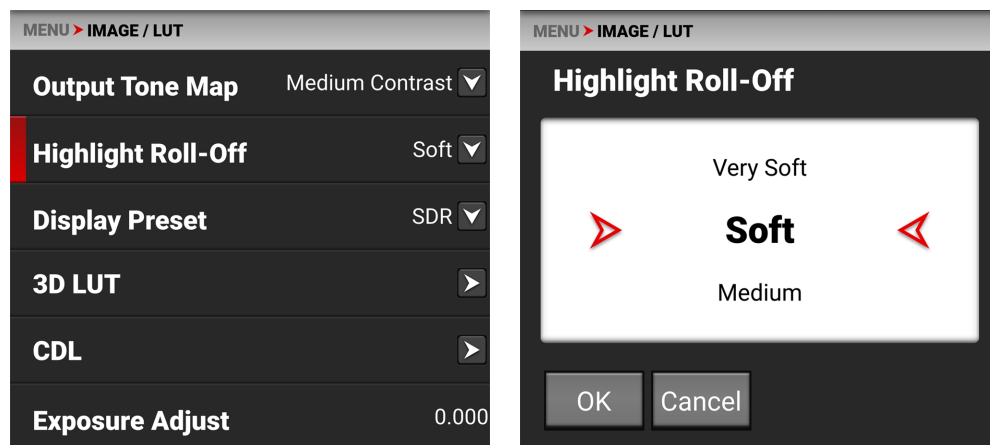 MENU IMAGE / LUT
Output Tone Map Medium Contrast
Highlight Roll-Off Soft
Display Preset SDR
3D LUT
CDL
Exposure Adjust 0.000
MENU IMAGE / LUT
Highlight Roll-Off
Very Soft
Soft
Medium
OK Cancel